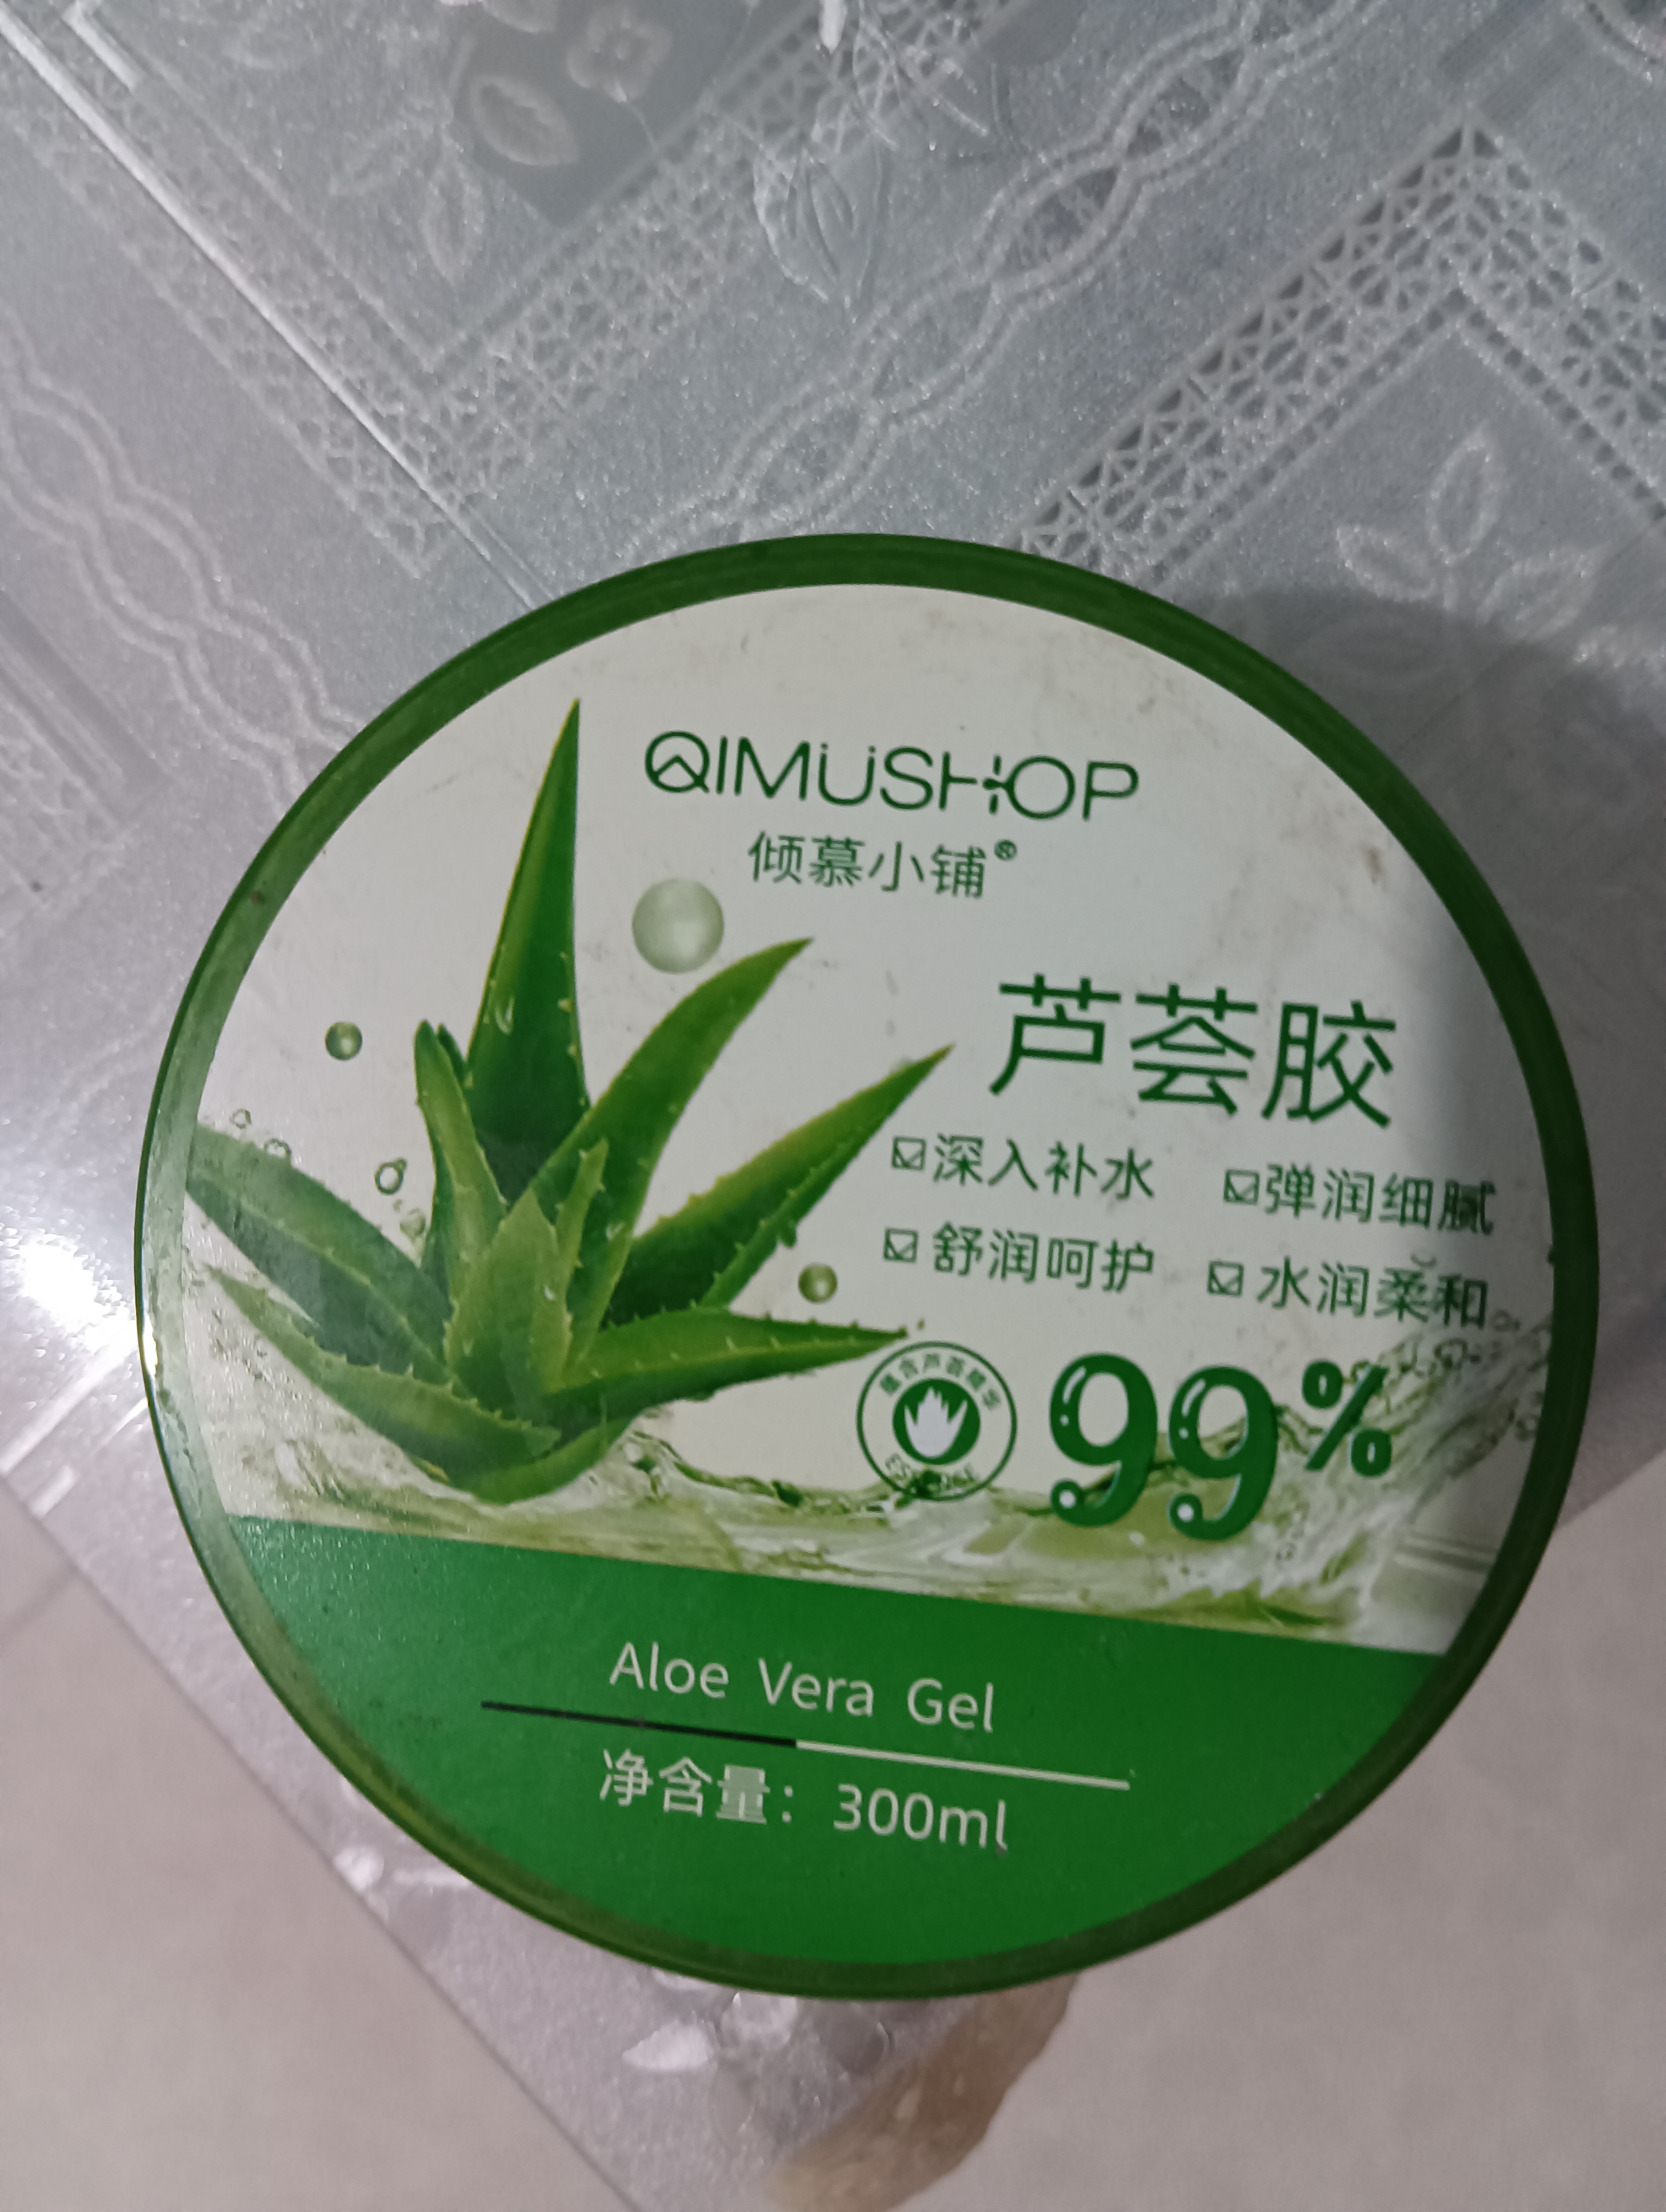 QIMUSHOP
倾慕小铺®
芦荟胶
深入补水 弹润细腻
舒润呵护 水润柔和
99%
Aloe Vera Gel
净含量：300ml